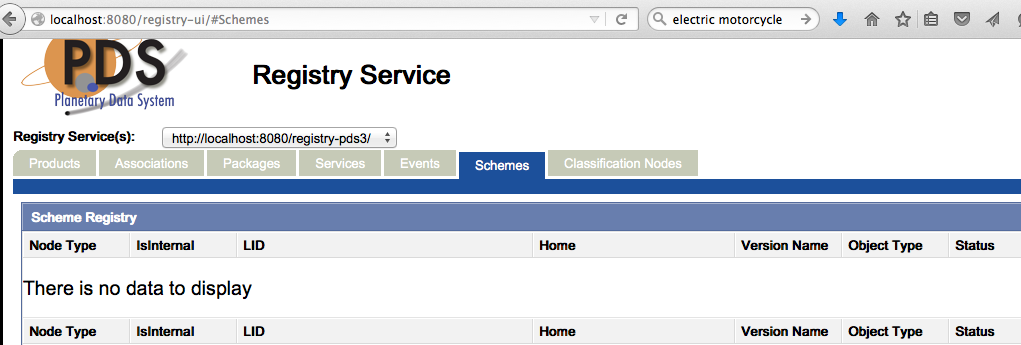 localhost:8080/registry-ui/#Schemes
electric motorcycle
PDS
Planetary Data System
Registry Service
Registry Service(s): http://localhost:8080/registry-pds3/
Products Associations Packages Services Events Schemes Classification Nodes
Scheme Registry
Node Type IsInternal LID Home Version Name Object Type Status
There is no data to display
Node Type IsInternal LID Home Version Name Object Type Status